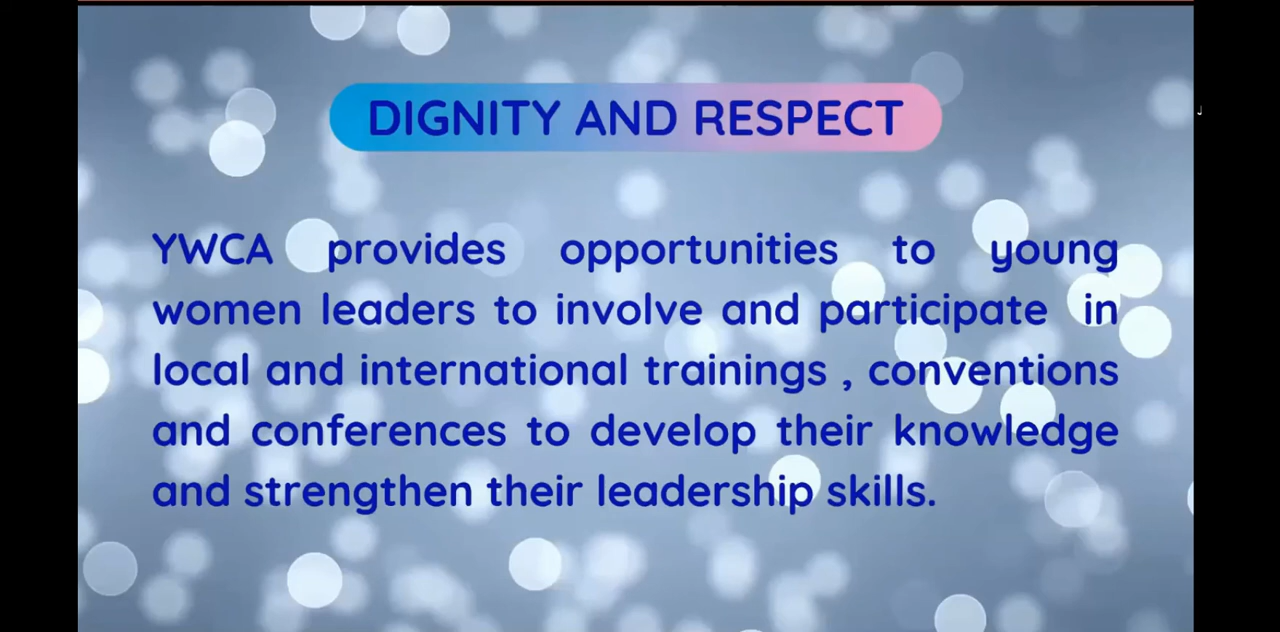 DIGNITY AND RESPECT
YWCA provides opportunities to young
women leaders to involve and participate in
local and international trainings , conventions
and conferences to develop their knowledge
and strengthen their leadership skills.